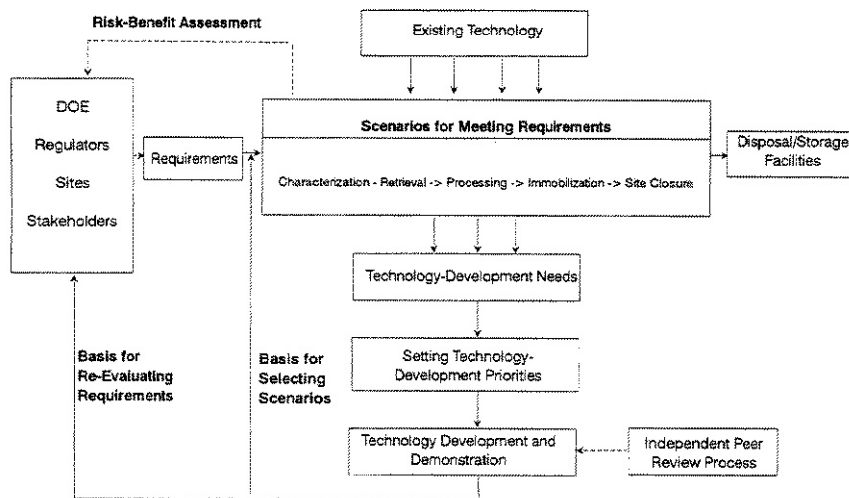 Risk-Benefit Assessment
Existing Technology
DOE
Regulators
Sites
Stakeholders
Requirements
Scenarios for Meeting Requirements
Characterization - Retrieval -> Processing -> Immobilization -> Site Closure
Disposal/Storage
Facilities
Technology-Development Needs
Basis for
Re-Evaluating
Requirements
Basis for
Selecting
Scenarios
Setting Technology-
Development Priorities
Technology Development and
Demonstration
Independent Peer
Review Process